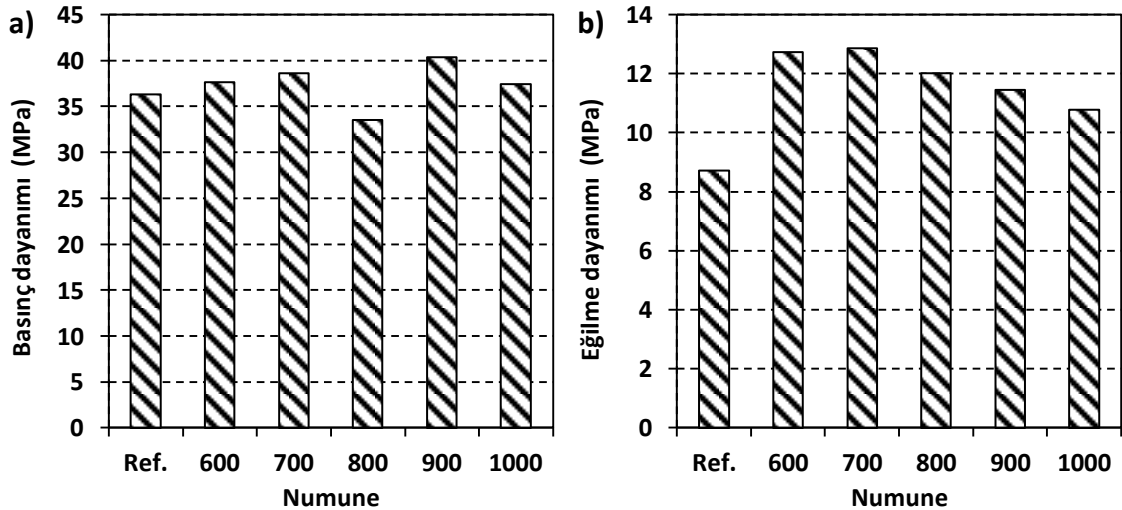 a)
Basınç dayanımı (MPa)
45
40
35
30
25
20
15
10
5
0
Ref. 600 700 800 900 1000
Numune
b)
Eğilme dayanımı (MPa)
14
12
10
8
6
4
2
0
Ref. 600 700 800 900 1000
Numune